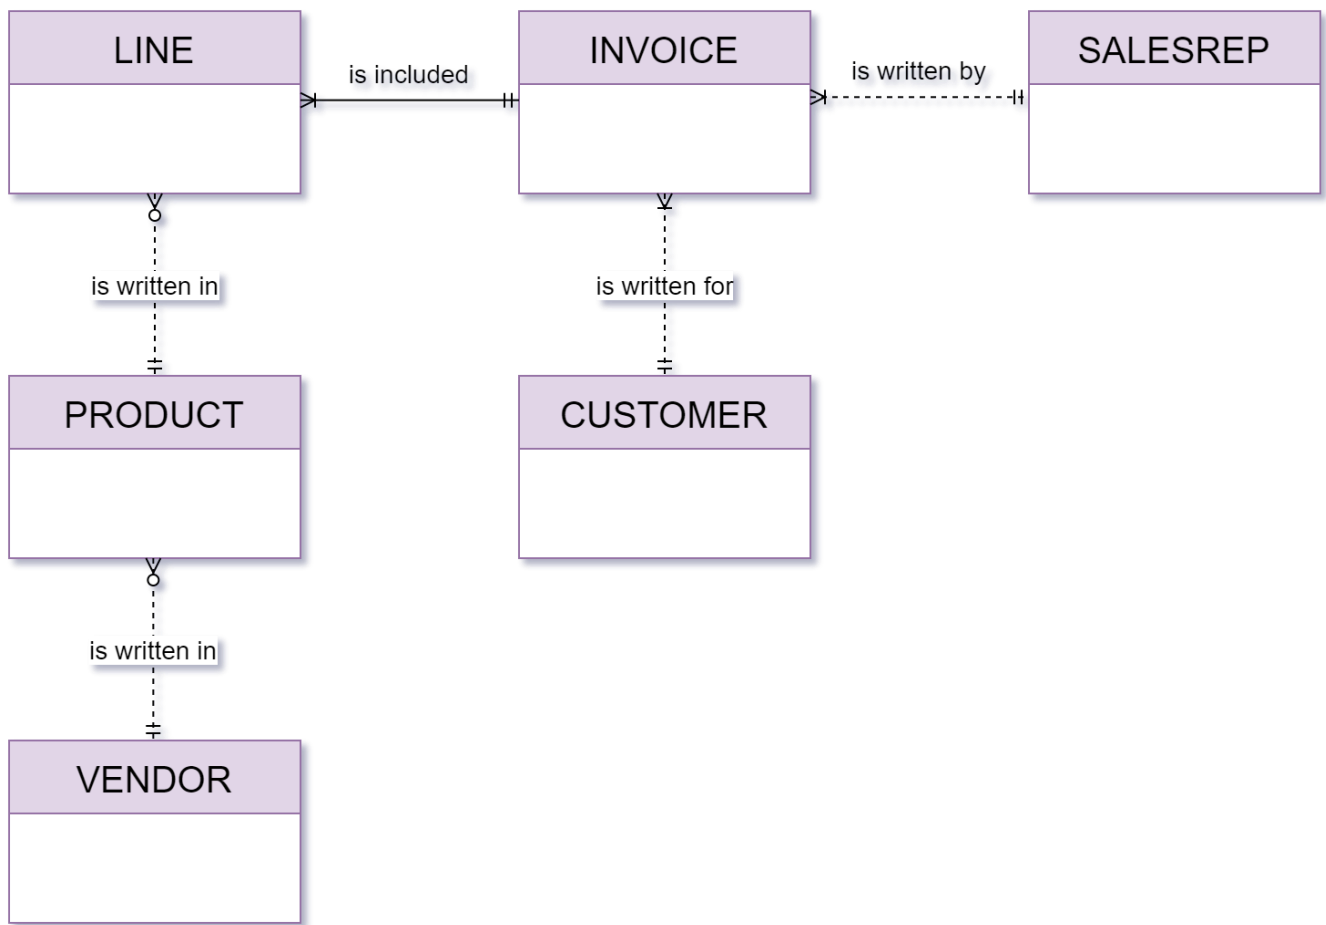 LINE
is included
INVOICE
is written by
SALESREP
is written in
is written for
PRODUCT
CUSTOMER
is written in
VENDOR